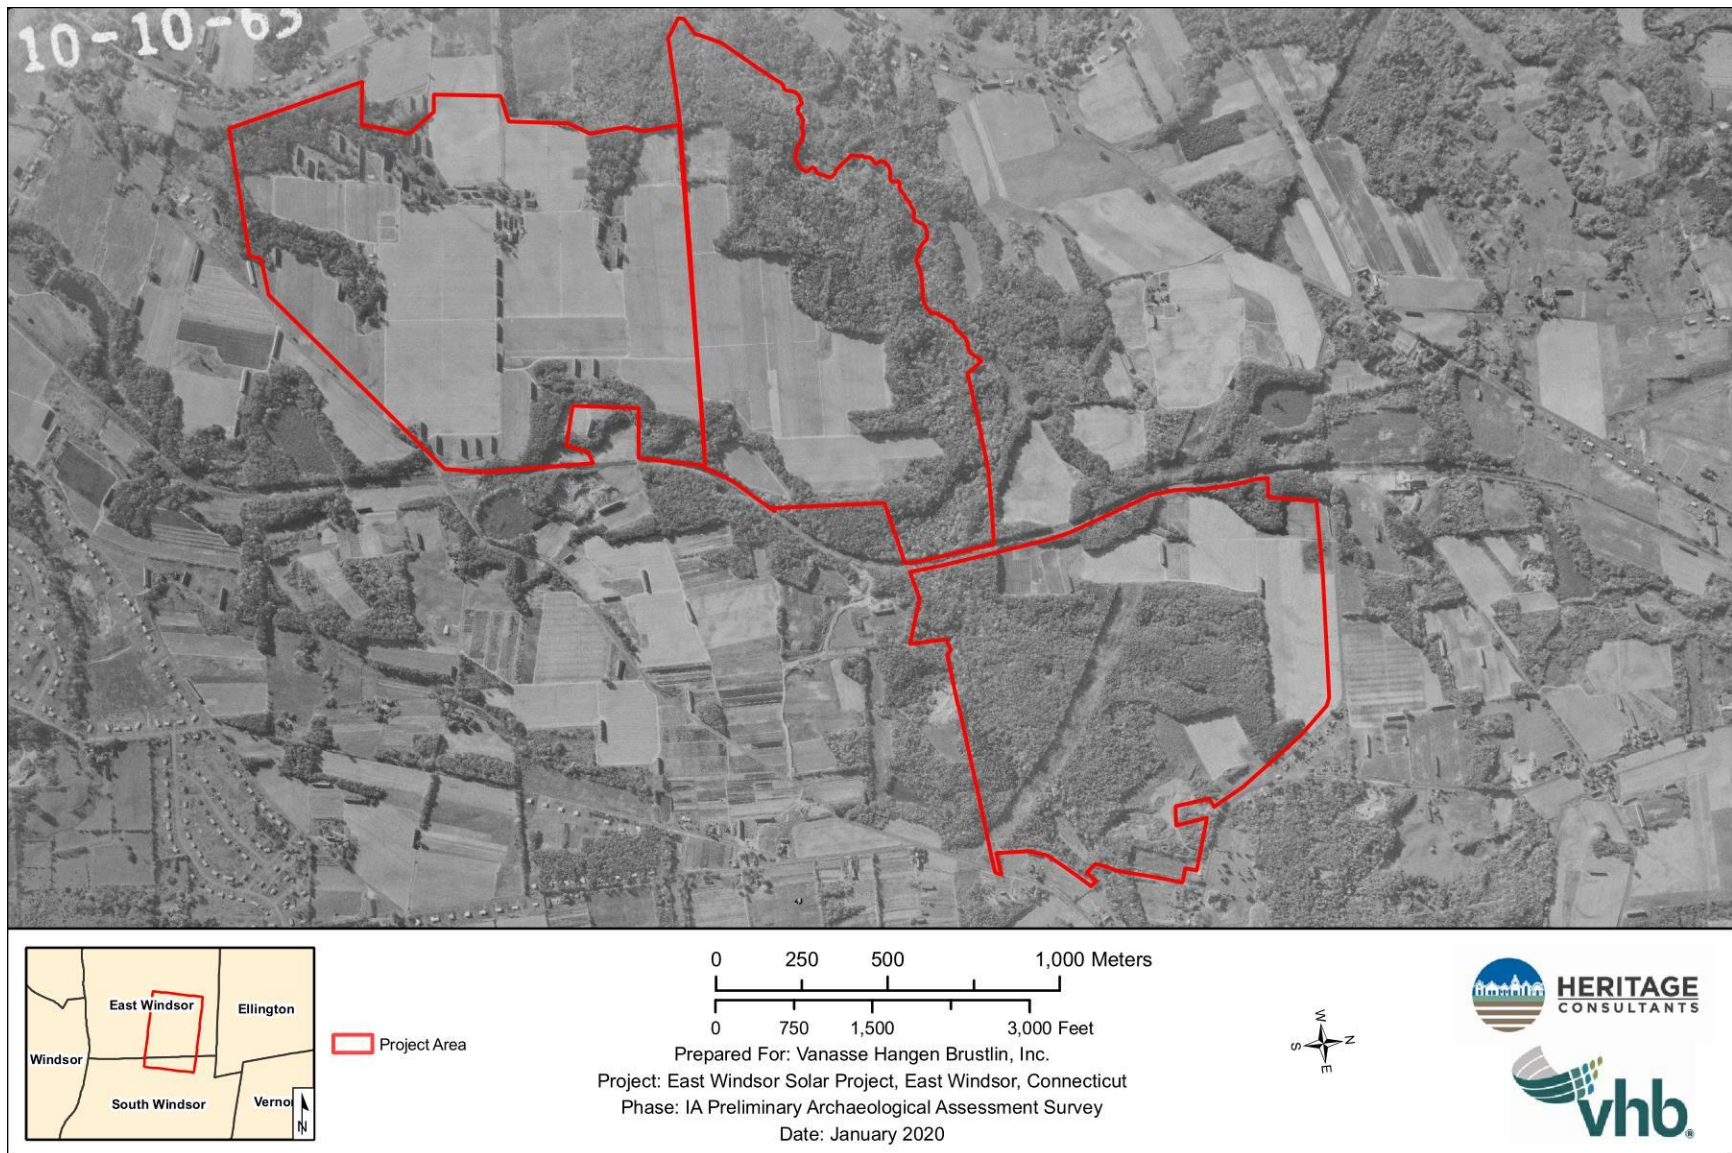 10-10-65
East Windsor
Ellington
Windsor
South Windsor
Verno
N
Project Area
0 250 500 1,000 Meters
0 750 1,500 3,000 Feet
Prepared For: Vanasse Hangen Brustlin, Inc.
Project: East Windsor Solar Project, East Windsor, Connecticut
Phase: IA Preliminary Archaeological Assessment Survey
Date: January 2020
W
N
S
E
HERITAGE
CONSULTANTS
vhb®